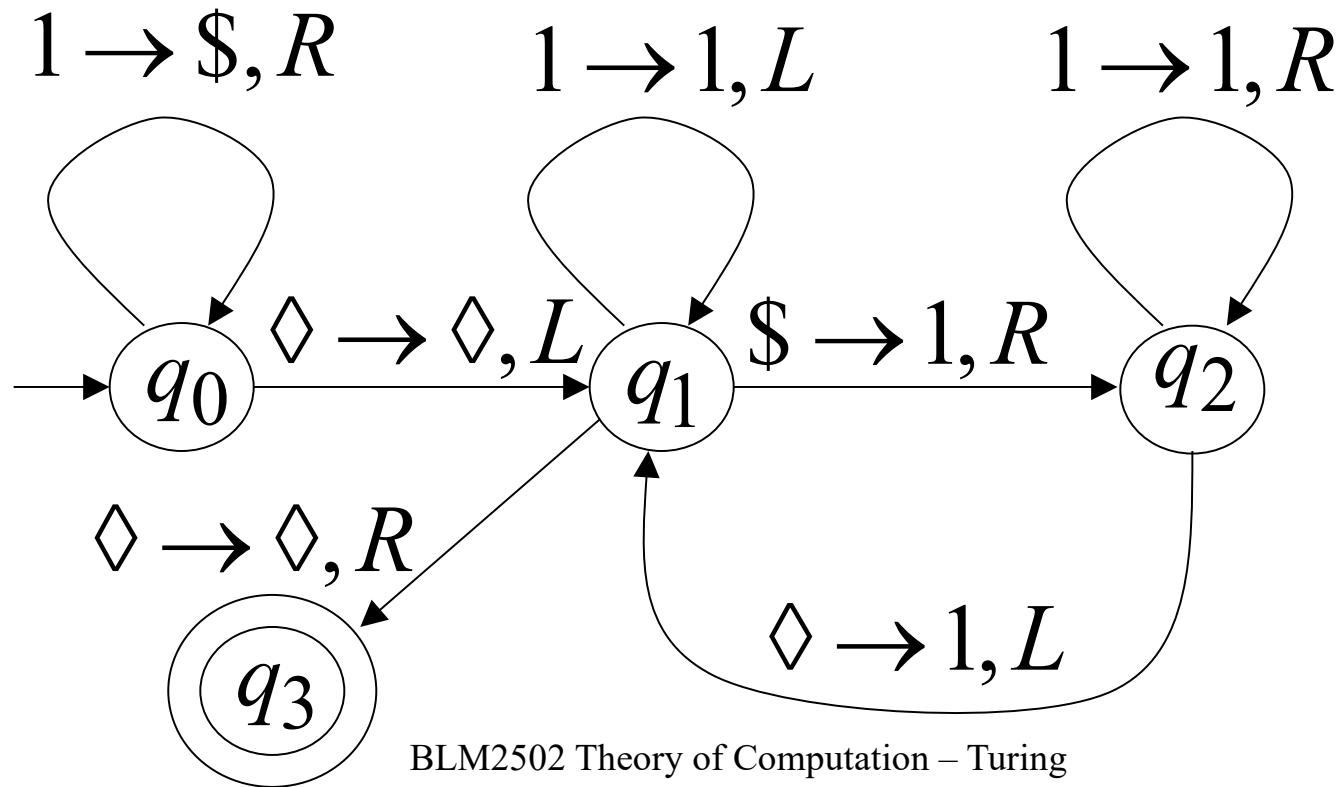 1 → $, R
1 → 1, L
1 → 1, R
◊ → ◊, L
$ → 1, R
q0
q1
q2
◊ → ◊, R
◊ → 1, L
q3
BLM2502 Theory of Computation – Turing